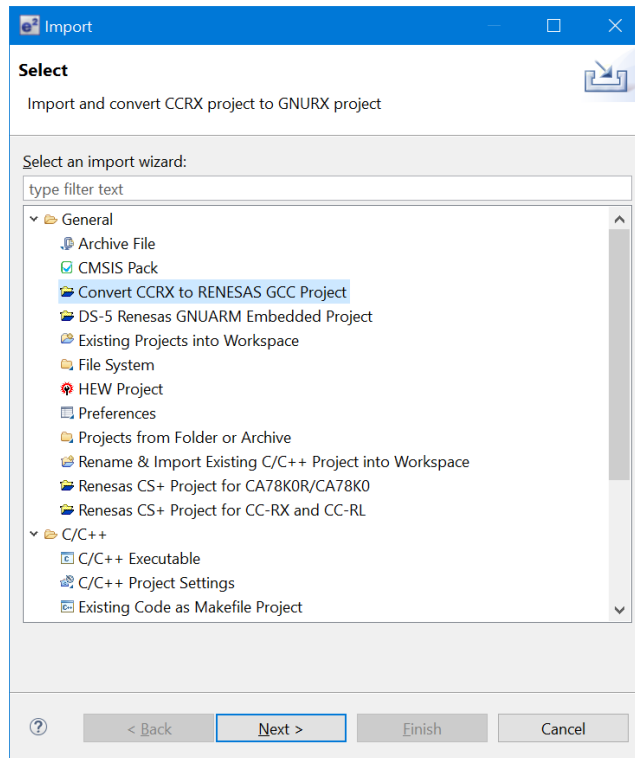 e² Import
Select
Import and convert CCRX project to GNURX project
Select an import wizard:
type filter text
General
Archive File
CMSIS Pack
Convert CCRX to RENESAS GCC Project
DS-5 Renesas GNUARM Embedded Project
Existing Projects into Workspace
File System
HEW Project
Preferences
Projects from Folder or Archive
Rename & Import Existing C/C++ Project into Workspace
Renesas CS+ Project for CA78K0R/CA78K0
Renesas CS+ Project for CC-RX and CC-RL
C/C++
C/C++ Executable
C/C++ Project Settings
Existing Code as Makefile Project
? < Back Next > Finish Cancel